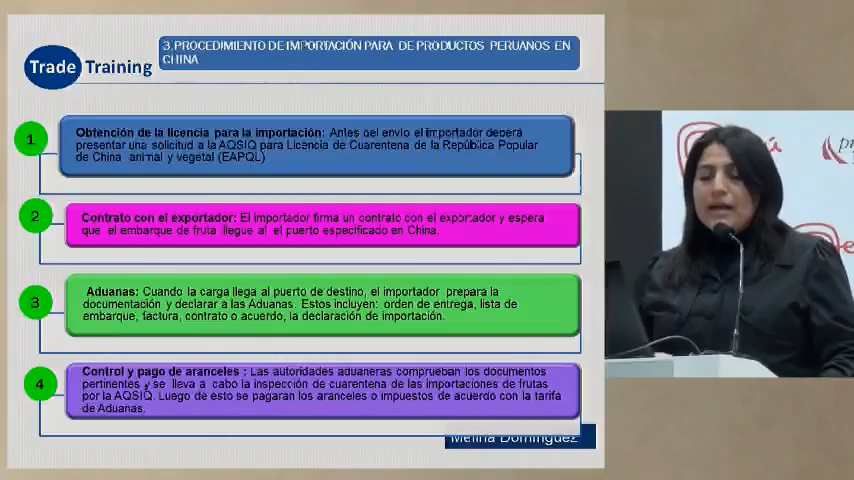 3.PROCEDIMIENTO DE IMPORTACIÓN PARA DE PRODUCTOS PERUANOS EN
CHINA
Trade Training
1
Obtención de la licencia para la importación: Antes del envío el importador deberá
presentar una solicitud a la AQSIQ para Licencia de Cuarentena de la República Popular
de China animal y vegetal (EAPQL)
2
Contrato con el exportador: El importador firma un contrato con el exportador y espera
que el embarque de fruta llegue al el puerto especificado en China.
3
Aduanas: Cuando la carga llega al puerto de destino, el importador prepara la
documentación y declarar a las Aduanas. Estos incluyen: orden de entrega, lista de
embarque, factura, contrato o acuerdo, la declaración de importación.
4
Control y pago de aranceles : Las autoridades aduaneras comprueban los documentos
pertinentes y se lleva a cabo la inspección de cuarentena de las importaciones de frutas
por la AQSIQ. Luego de esto se pagaran los aranceles o impuestos de acuerdo con la tarifa
de Aduanas.
Melina Dominguez